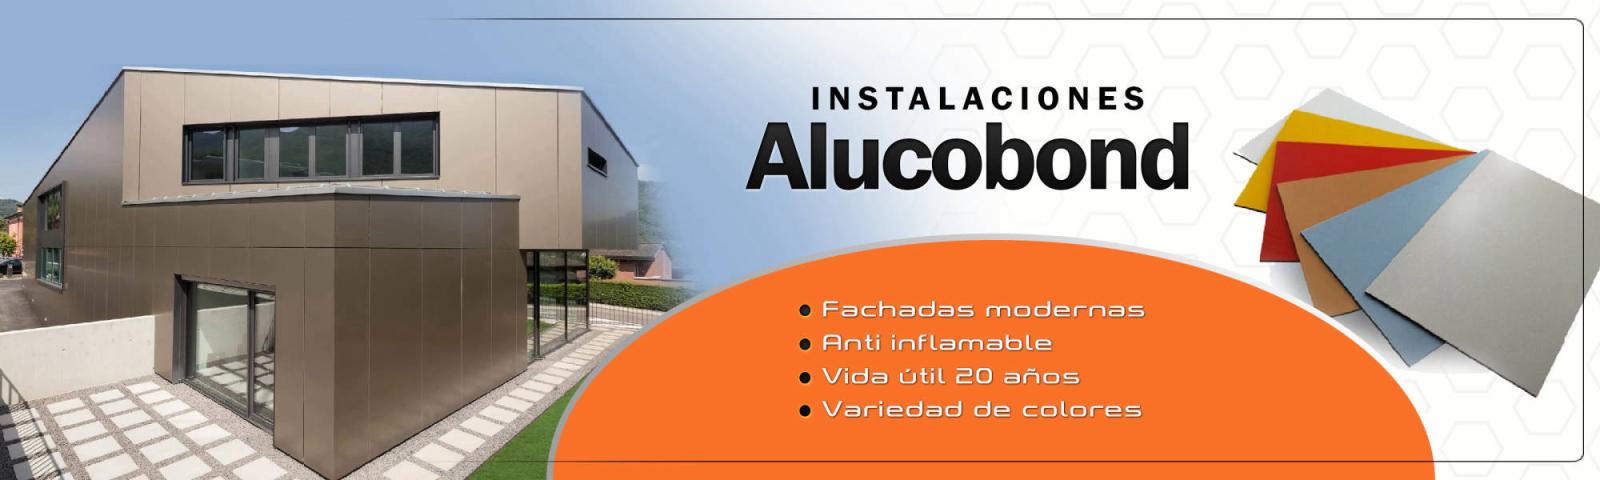 INSTALACIONES
Alucobond
Fachadas modernas
Anti inflamable
Vida útil 20 años
Variedad de colores